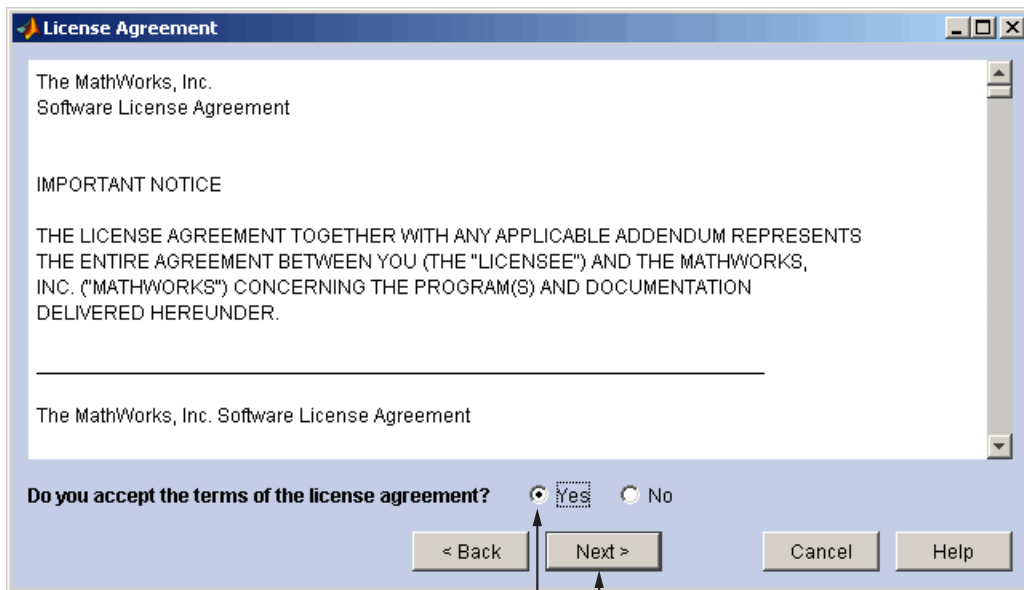 License Agreement
The MathWorks, Inc.
Software License Agreement
IMPORTANT NOTICE
THE LICENSE AGREEMENT TOGETHER WITH ANY APPLICABLE ADDENDUM REPRESENTS
THE ENTIRE AGREEMENT BETWEEN YOU (THE "LICENSEE") AND THE MATHWORKS,
INC. ("MATHWORKS") CONCERNING THE PROGRAM(S) AND DOCUMENTATION
DELIVERED HEREUNDER.
The MathWorks, Inc. Software License Agreement
Do you accept the terms of the license agreement? Yes No
< Back Next > Cancel Help